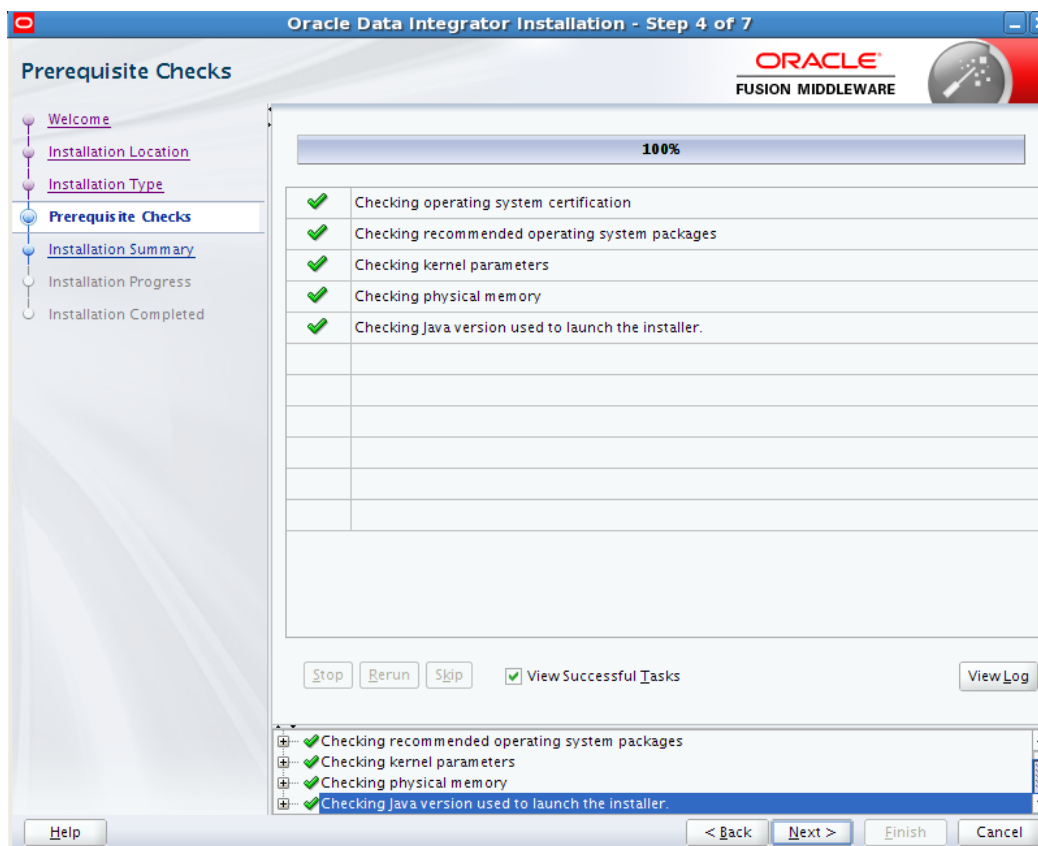 Oracle Data Integrator Installation - Step 4 of 7
Prerequisite Checks
ORACLE
FUSION MIDDLEWARE
Welcome
Installation Location
Installation Type
Prerequisite Checks
Installation Summary
Installation Progress
Installation Completed
100%
Checking operating system certification
Checking recommended operating system packages
Checking kernel parameters
Checking physical memory
Checking Java version used to launch the installer.
Stop Rerun Skip View Successful Tasks View Log
Checking recommended operating system packages
Checking kernel parameters
Checking physical memory
Checking Java version used to launch the installer.
Help < Back Next > Finish Cancel